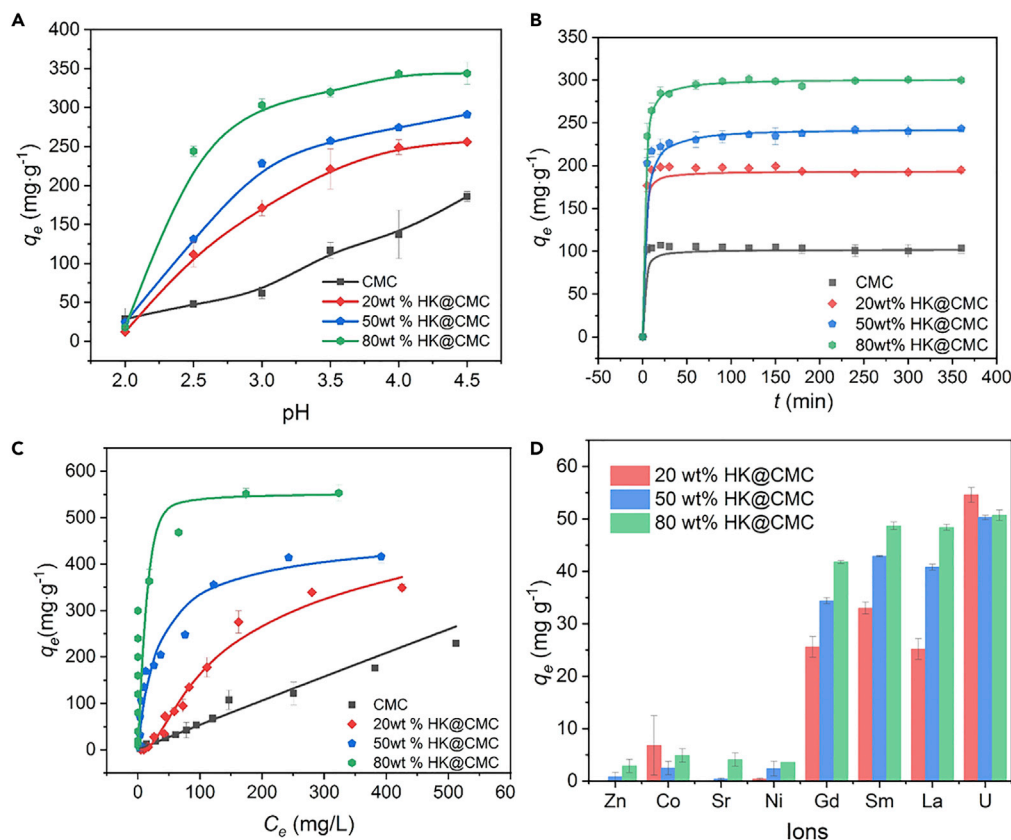 A
400
350
300
250
200
150
100
50
0
qe (mg·g-1)
2.0 2.5 3.0 3.5 4.0 4.5
pH
CMC
20wt % HK@CMC
50wt % HK@CMC
80wt % HK@CMC
B
350
300
250
200
150
100
50
0
qe (mg·g-1)
-50 0 50 100 150 200 250 300 350 400
t (min)
CMC
20wt% HK@CMC
50wt% HK@CMC
80wt% HK@CMC
C
600
500
400
300
200
100
0
qe(mg·g-1)
0 100 200 300 400 500 600
Ce (mg/L)
CMC
20wt % HK@CMC
50wt % HK@CMC
80wt % HK@CMC
D
60
50
40
30
20
10
0
qe (mg g-1)
20 wt% HK@CMC
50 wt% HK@CMC
80 wt% HK@CMC
Zn Co Sr Ni Gd Sm La U
Ions